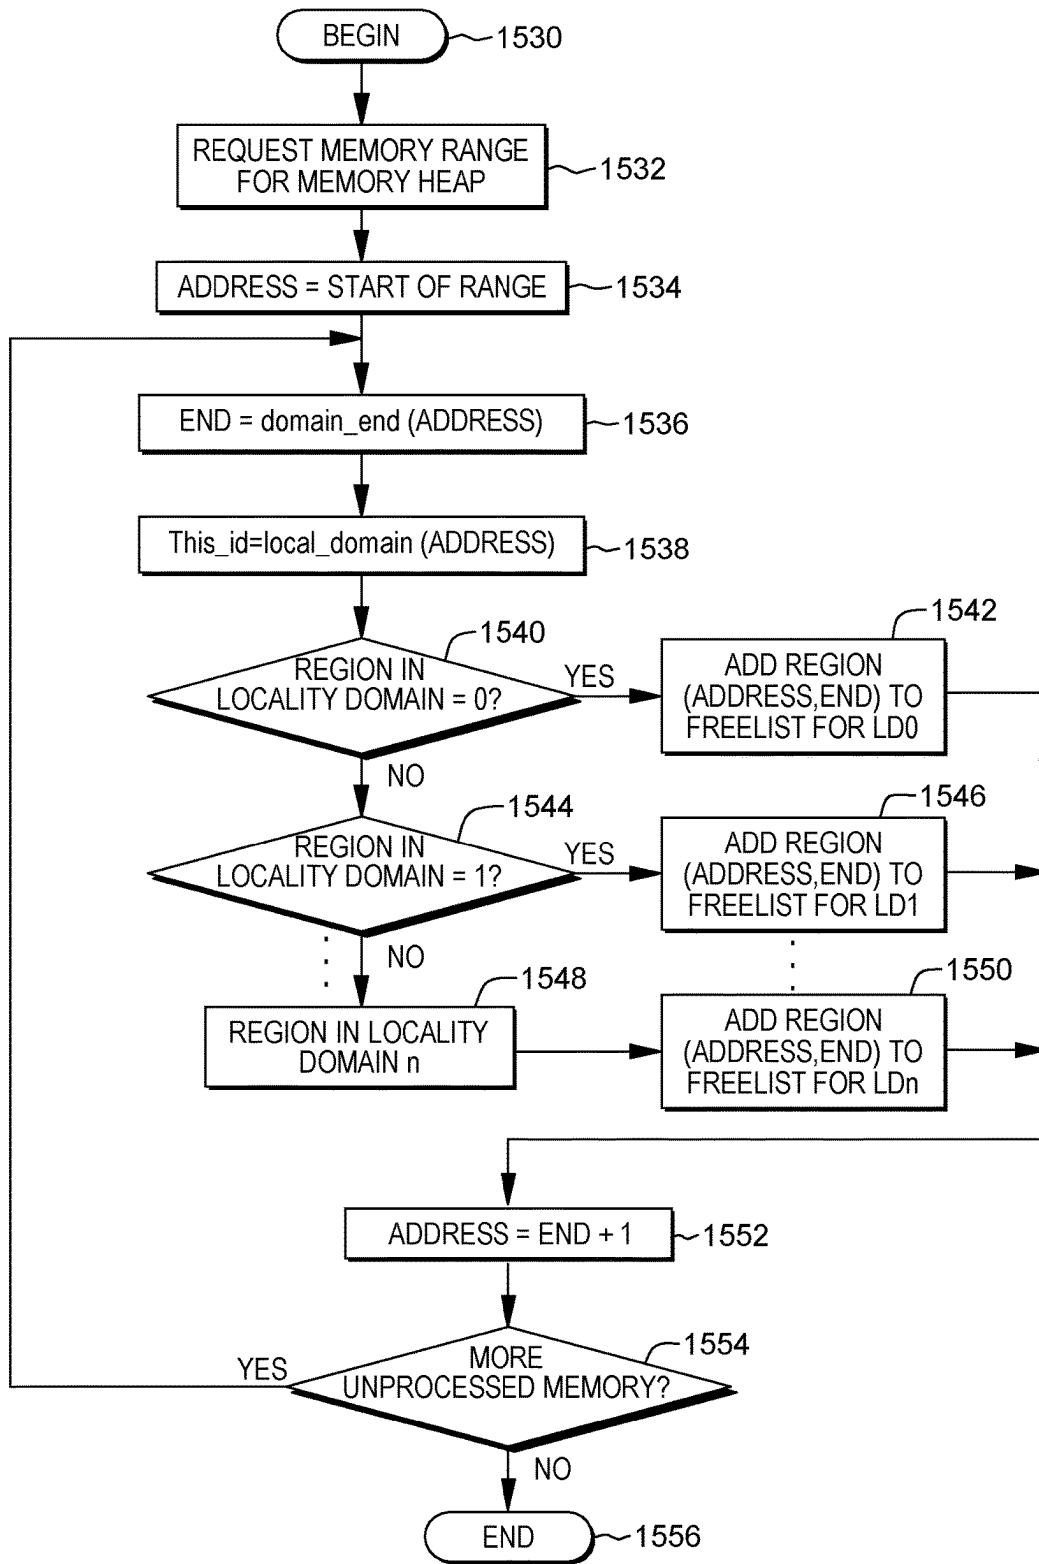 BEGIN
1530
REQUEST MEMORY RANGE
FOR MEMORY HEAP
1532
ADDRESS = START OF RANGE
1534
END = domain_end (ADDRESS)
1536
This_id=local_domain (ADDRESS)
1538
1540
REGION IN
LOCALITY DOMAIN = 0?
YES
1542
ADD REGION
(ADDRESS,END) TO
FREELIST FOR LD0
NO
1544
REGION IN
LOCALITY DOMAIN = 1?
YES
1546
ADD REGION
(ADDRESS,END) TO
FREELIST FOR LD1
NO
1548
REGION IN LOCALITY
DOMAIN n
1550
ADD REGION
(ADDRESS,END) TO
FREELIST FOR LDn
ADDRESS = END + 1
1552
1554
MORE
UNPROCESSED MEMORY?
YES
NO
END
1556